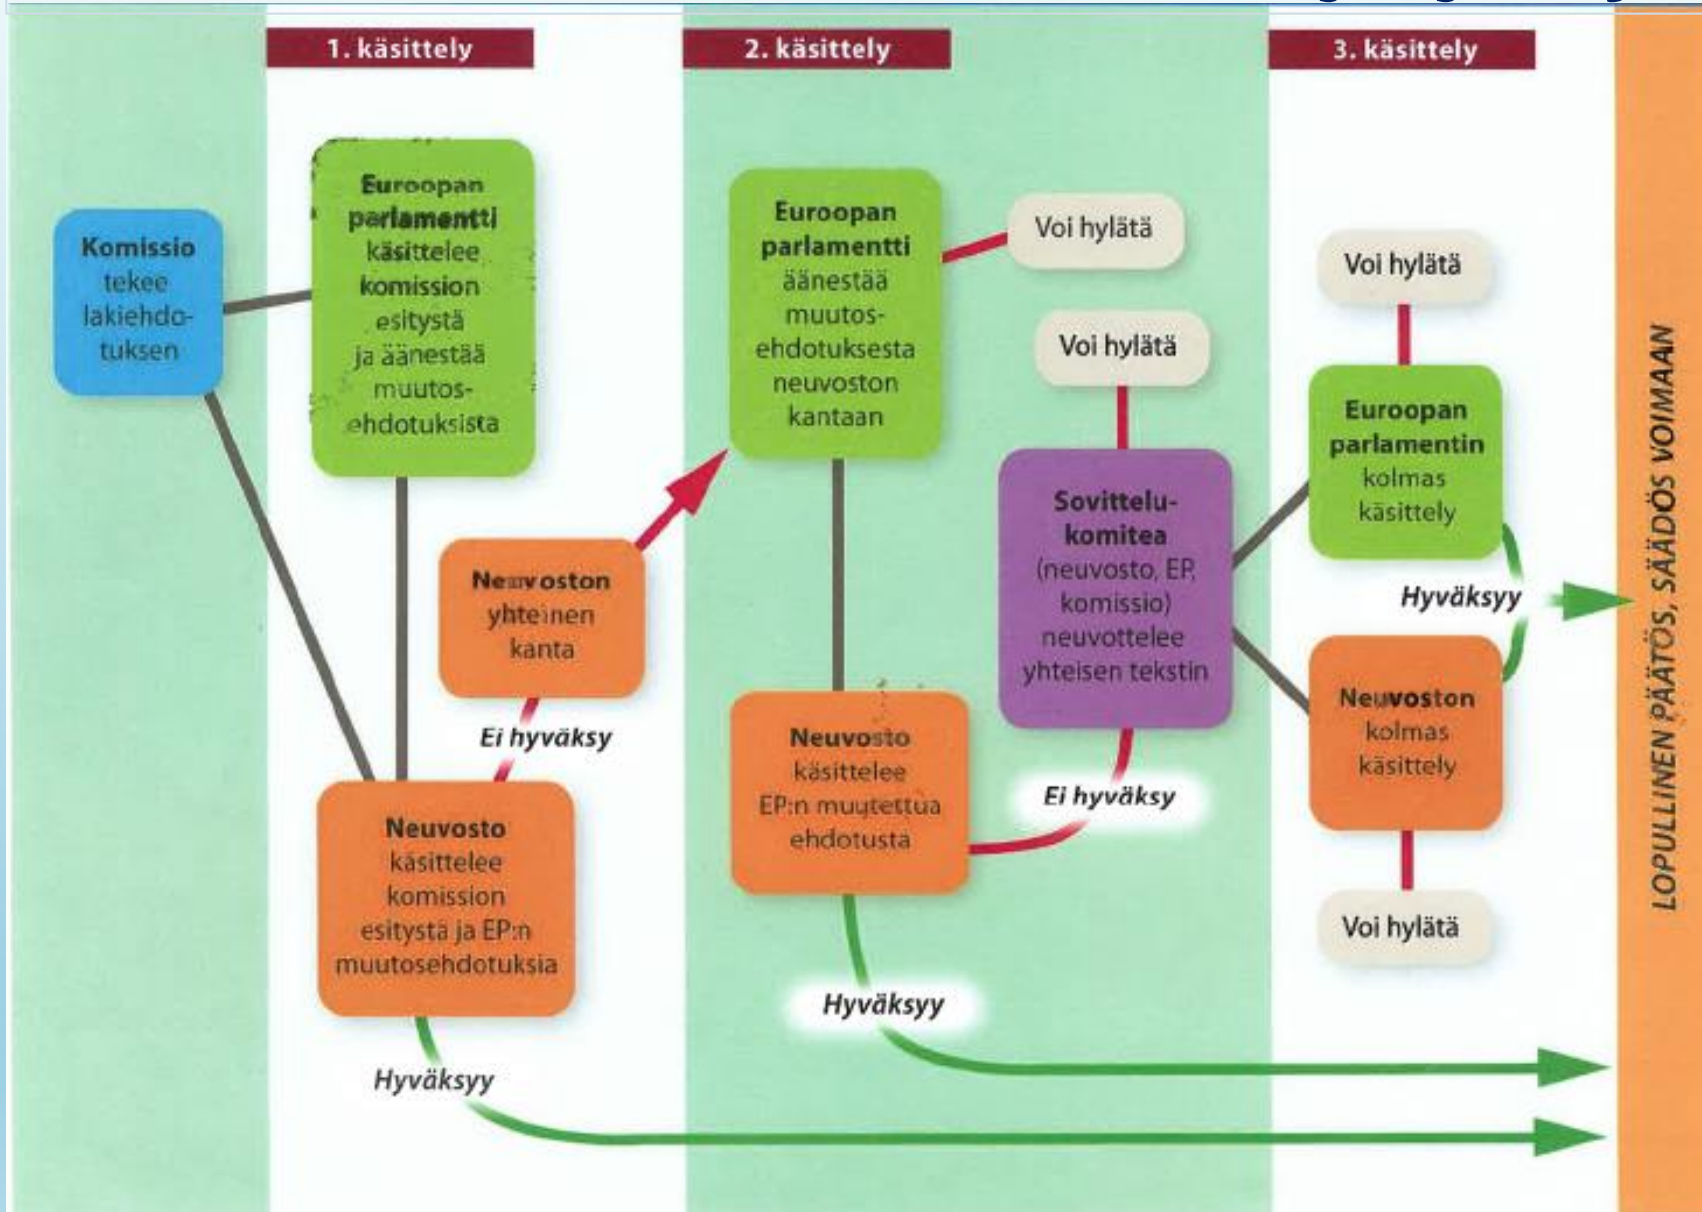 1. käsittely
2. käsittely
3. käsittely
Komissio
tekee
lakiehdo-
tuksen
Euroopan
parlamentti
käsittelee
komission
esitystä
ja äänestää
muutos-
ehdotuksista
Neuvoston
yhteinen
kanta
Ei hyväksy
Neuvosto
käsittelee
komission
esitystä ja EP:n
muutosehdotuksia
Hyväksyy
Euroopan
parlamentti
äänestää
muutos-
ehdotuksesta
neuvoston
kantaan
Voi hylätä
Voi hylätä
Sovittelu-
komitea
(neuvosto, EP,
komissio)
neuvottelee
yhteisen tekstin
Neuvosto
käsittelee
EP:n muutettua
ehdotusta
Ei hyväksy
Hyväksyy
Voi hylätä
Euroopan
parlamentin
kolmas
käsittely
Hyväksyy
Neuvoston
kolmas
käsittely
Voi hylätä
LOPULLINEN PÄÄTÖS, SÄÄDÖS VOIMAAN